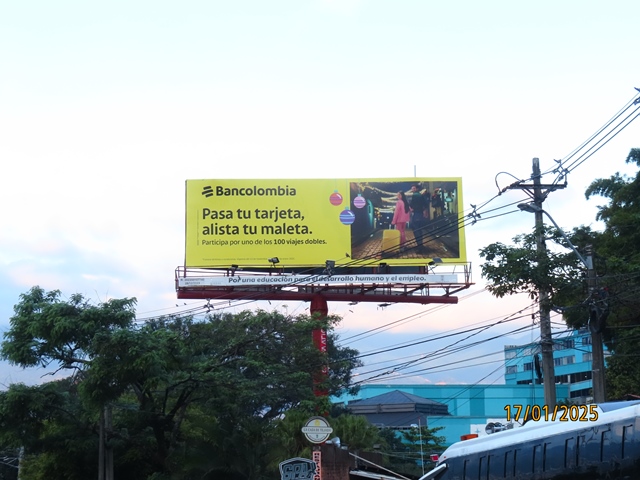 Bancolombia
Pasa tu tarjeta,
alista tu maleta.
Participa por uno de los 100 viajes dobles.
Por una educación para el desarrollo humano y el empleo.
17/01/2025